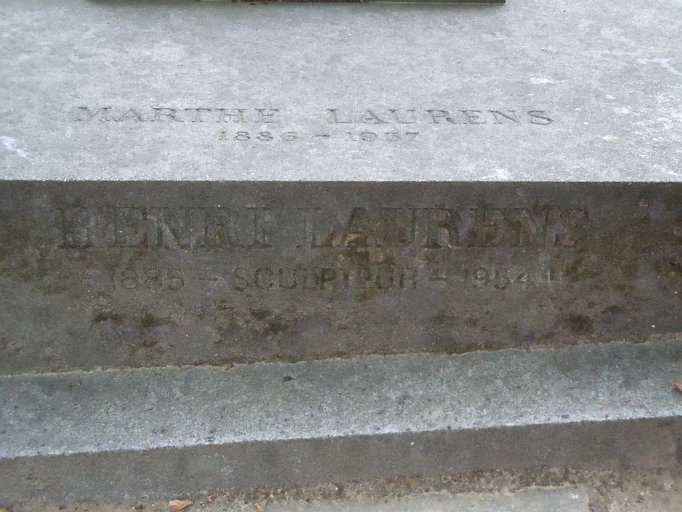 MARTHE LAURENS
1886 - 1957
HENRI LAURENS
1885 - SCULPTEUR - 1954